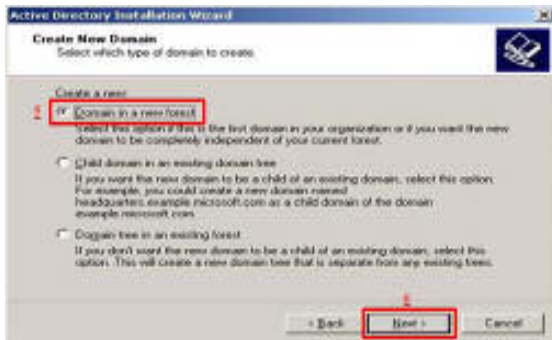 Active Directory Installation Wizard
Create New Domain
Select which type of domain to create.
Create a new:
Domain in a new forest
Select this option if this is the first domain in your organization or if you want the new
domain to be completely independent of your current forest.
Child domain in an existing domain tree
If you want the new domain to be a child of an existing domain, select this option.
For example, you could create a new domain named
headquarters.example.microsoft.com as a child domain of the domain
example.microsoft.com.
Domain tree in an existing forest
If you don't want the new domain to be a child of an existing domain, select this
option. This will create a new domain tree that is separate from any existing trees.
< Back
Next >
Cancel